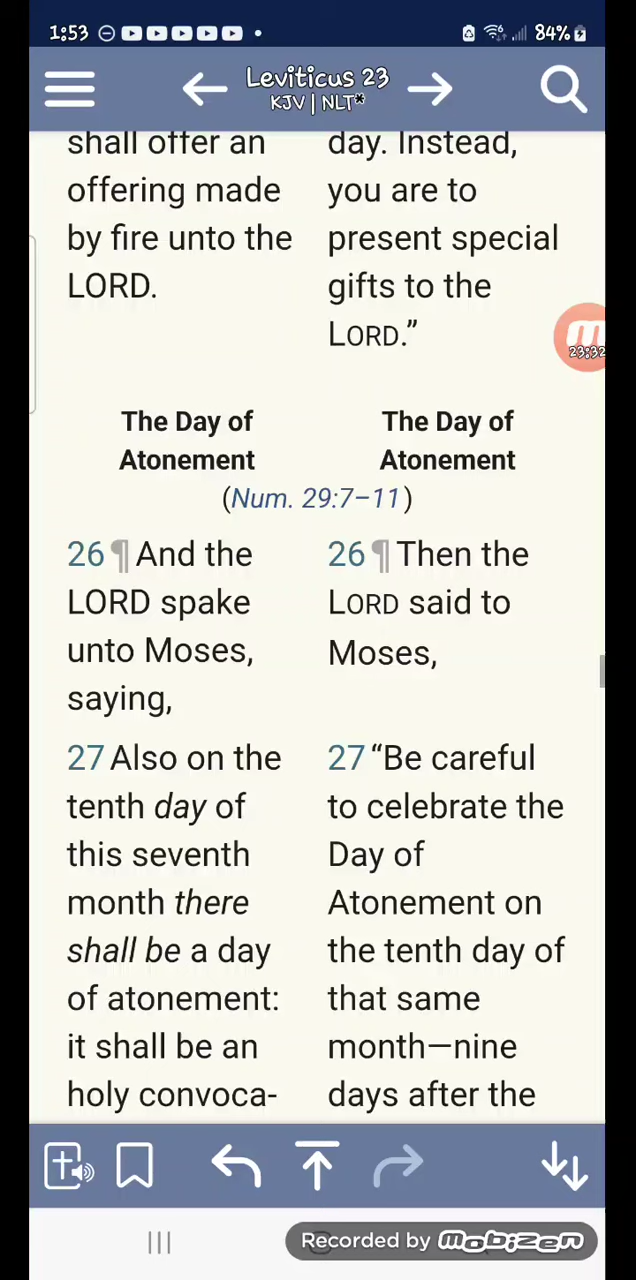 1:53 84%
Leviticus 23
KJV | NLT*
shall offer an
offering made
by fire unto the
LORD.
day. Instead,
you are to
present special
gifts to the
LORD.”
23:32
The Day of
Atonement
The Day of
Atonement
(Num. 29:7–11)
26 ¶ And the
LORD spake
unto Moses,
saying,
27 Also on the
tenth day of
this seventh
month there
shall be a day
of atonement:
it shall be an
holy convoca-
26 ¶ Then the
LORD said to
Moses,
27 “Be careful
to celebrate the
Day of
Atonement on
the tenth day of
that same
month—nine
days after the
Recorded by mobizen